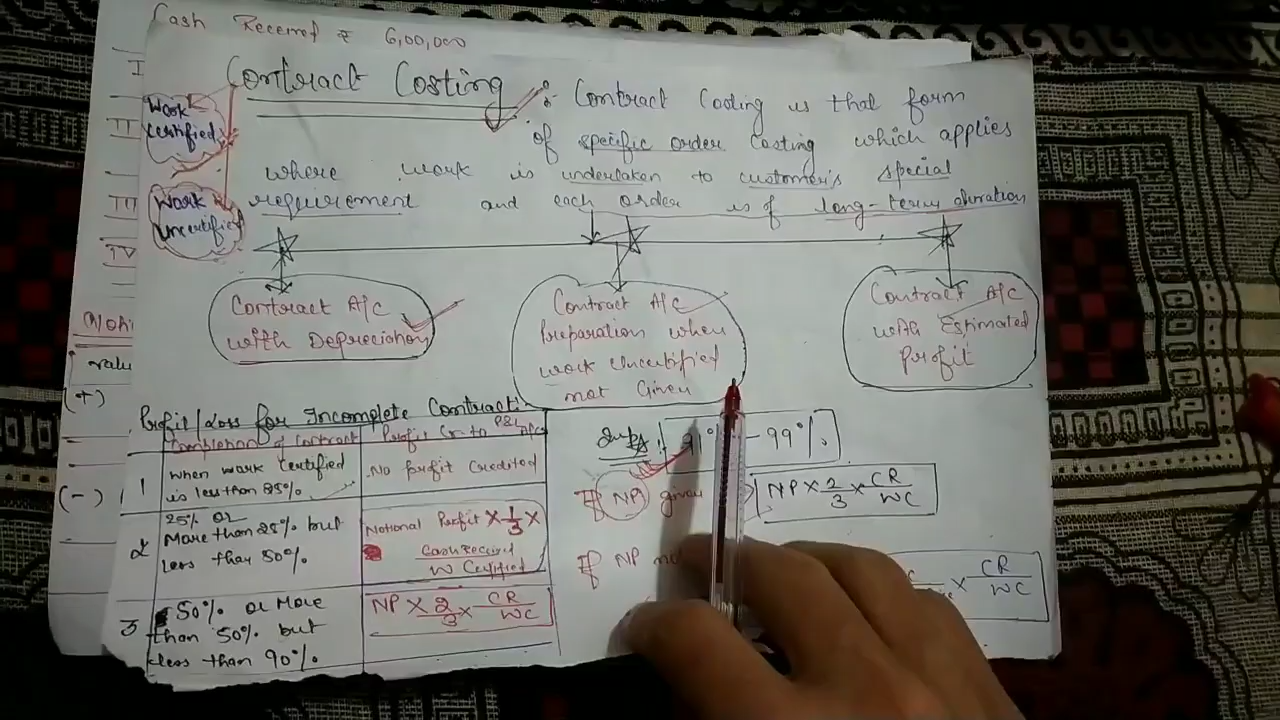 Cash Received ₹ 6,00,000
Contract Costing : Contract Costing is that form
of specific order Costing which applies
where work is undertaken to customer's special
requirement and each order is of long-term duration
Work
Certified
Work
Uncertified
I
II
III
IV
Contract A/C
with Depreciation
Contract A/C
Preparation when
work Uncertified
not Given
Contract A/C
with Estimated
Profit
valu
(+)
(-)
Profit/Loss for Incomplete Contract:
Completion of Contract
Profit Cr. to P&L A/c
1
When work Certified
is less than 25%.
No Profit Credited
2
25% or
More than 25% but
less than 50%.
Notional Profit × 1/3 ×
Cash Received
W Certified
3
50% or More
than 50% but
less than 90%.
NP × 2/3 × CR/WC
91% - 99%.
If NP given
NP × 2/3 × CR/WC
If NP
× CR/WC